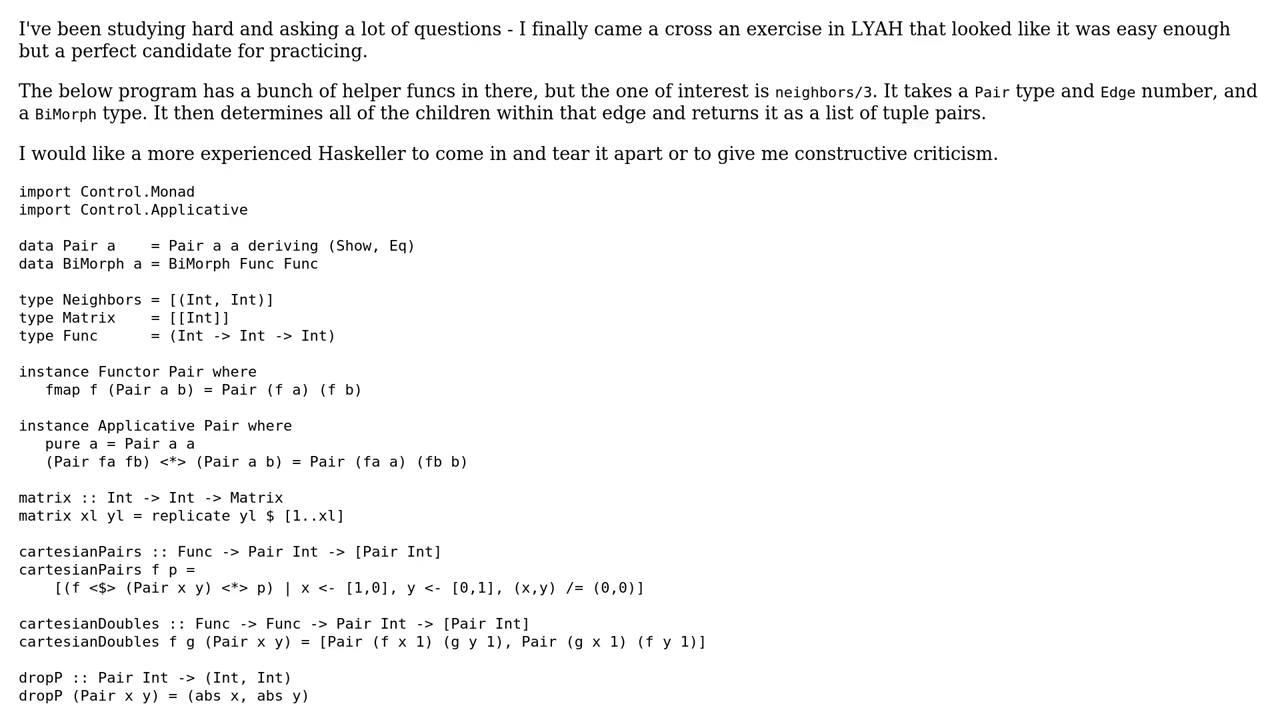 I've been studying hard and asking a lot of questions - I finally came a cross an exercise in LYAH that looked like it was easy enough
but a perfect candidate for practicing.
The below program has a bunch of helper funcs in there, but the one of interest is neighbors/3. It takes a Pair type and Edge number, and
a BiMorph type. It then determines all of the children within that edge and returns it as a list of tuple pairs.
I would like a more experienced Haskeller to come in and tear it apart or to give me constructive criticism.
import Control.Monad
import Control.Applicative
data Pair a    = Pair a a deriving (Show, Eq)
data BiMorph a = BiMorph Func Func
type Neighbors = [(Int, Int)]
type Matrix    = [[Int]]
type Func      = (Int -> Int -> Int)
instance Functor Pair where
   fmap f (Pair a b) = Pair (f a) (f b)
instance Applicative Pair where
   pure a = Pair a a
   (Pair fa fb) <*> (Pair a b) = Pair (fa a) (fb b)
matrix :: Int -> Int -> Matrix
matrix xl yl = replicate yl $ [1..xl]
cartesianPairs :: Func -> Pair Int -> [Pair Int]
cartesianPairs f p =
    [(f <$> (Pair x y) <*> p) | x <- [1,0], y <- [0,1], (x,y) /= (0,0)]
cartesianDoubles :: Func -> Func -> Pair Int -> [Pair Int]
cartesianDoubles f g (Pair x y) = [Pair (f x 1) (g y 1), Pair (g x 1) (f y 1)]
dropP :: Pair Int -> (Int, Int)
dropP (Pair x y) = (abs x, abs y)